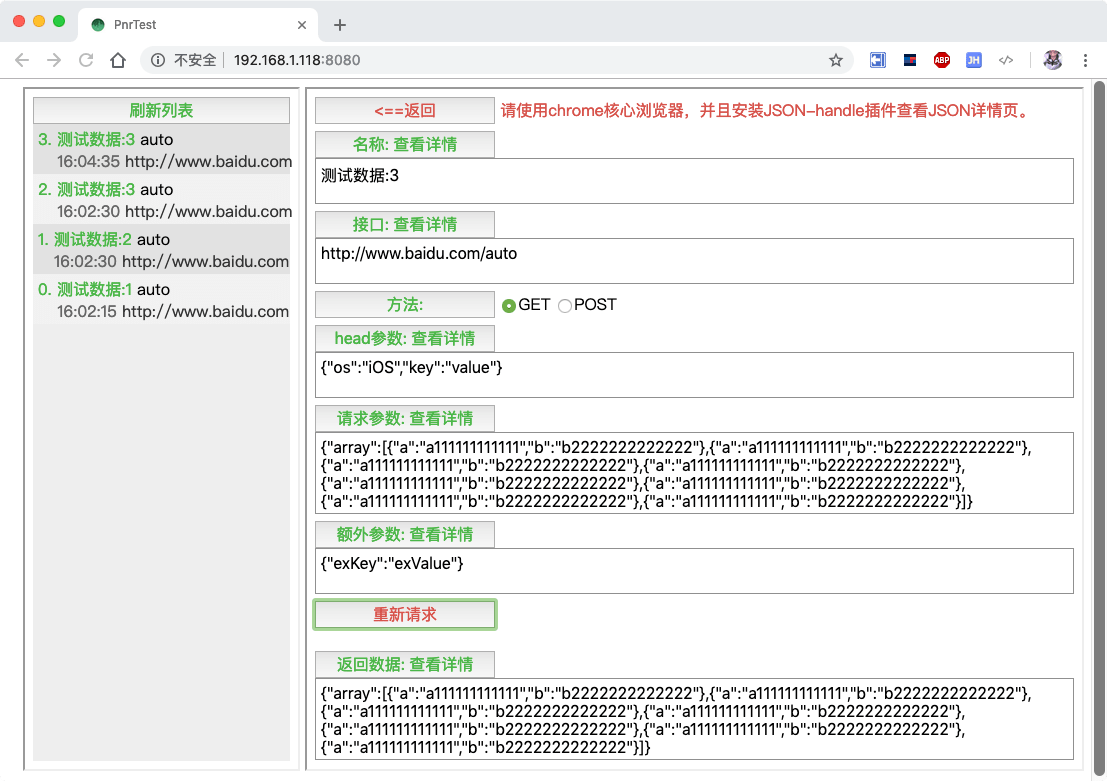 PnrTest
不安全
192.168.1.118:8080
ABP
JH
刷新列表
3. 测试数据:3 auto
16:04:35 http://www.baidu.com
2. 测试数据:3 auto
16:02:30 http://www.baidu.com
1. 测试数据:2 auto
16:02:30 http://www.baidu.com
0. 测试数据:1 auto
16:02:15 http://www.baidu.com
<==返回 请使用chrome核心浏览器，并且安装JSON-handle插件查看JSON详情页。
名称: 查看详情
测试数据:3
接口: 查看详情
http://www.baidu.com/auto
方法: GET POST
head参数: 查看详情
{"os":"iOS","key":"value"}
请求参数: 查看详情
{"array":[{"a":"a111111111111","b":"b2222222222222"},{"a":"a111111111111","b":"b2222222222222"},
{"a":"a111111111111","b":"b2222222222222"},{"a":"a111111111111","b":"b2222222222222"},
{"a":"a111111111111","b":"b2222222222222"},{"a":"a111111111111","b":"b2222222222222"},
{"a":"a111111111111","b":"b2222222222222"},{"a":"a111111111111","b":"b2222222222222"}]}
额外参数: 查看详情
{"exKey":"exValue"}
重新请求
返回数据: 查看详情
{"array":[{"a":"a111111111111","b":"b2222222222222"},{"a":"a111111111111","b":"b2222222222222"},
{"a":"a111111111111","b":"b2222222222222"},{"a":"a111111111111","b":"b2222222222222"},
{"a":"a111111111111","b":"b2222222222222"},{"a":"a111111111111","b":"b2222222222222"},
{"a":"a111111111111","b":"b2222222222222"}]}